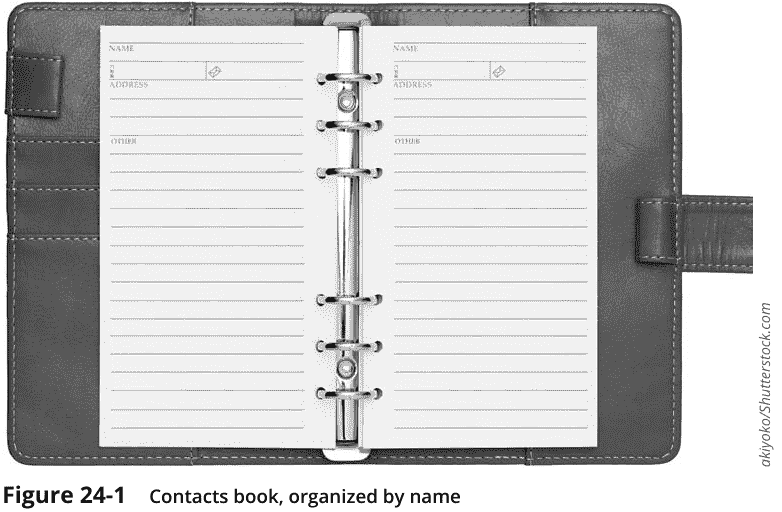 NAME
ADDRESS
OTHER
NAME
ADDRESS
OTHER
akiyoko/Shutterstock.com
Figure 24-1 Contacts book, organized by name